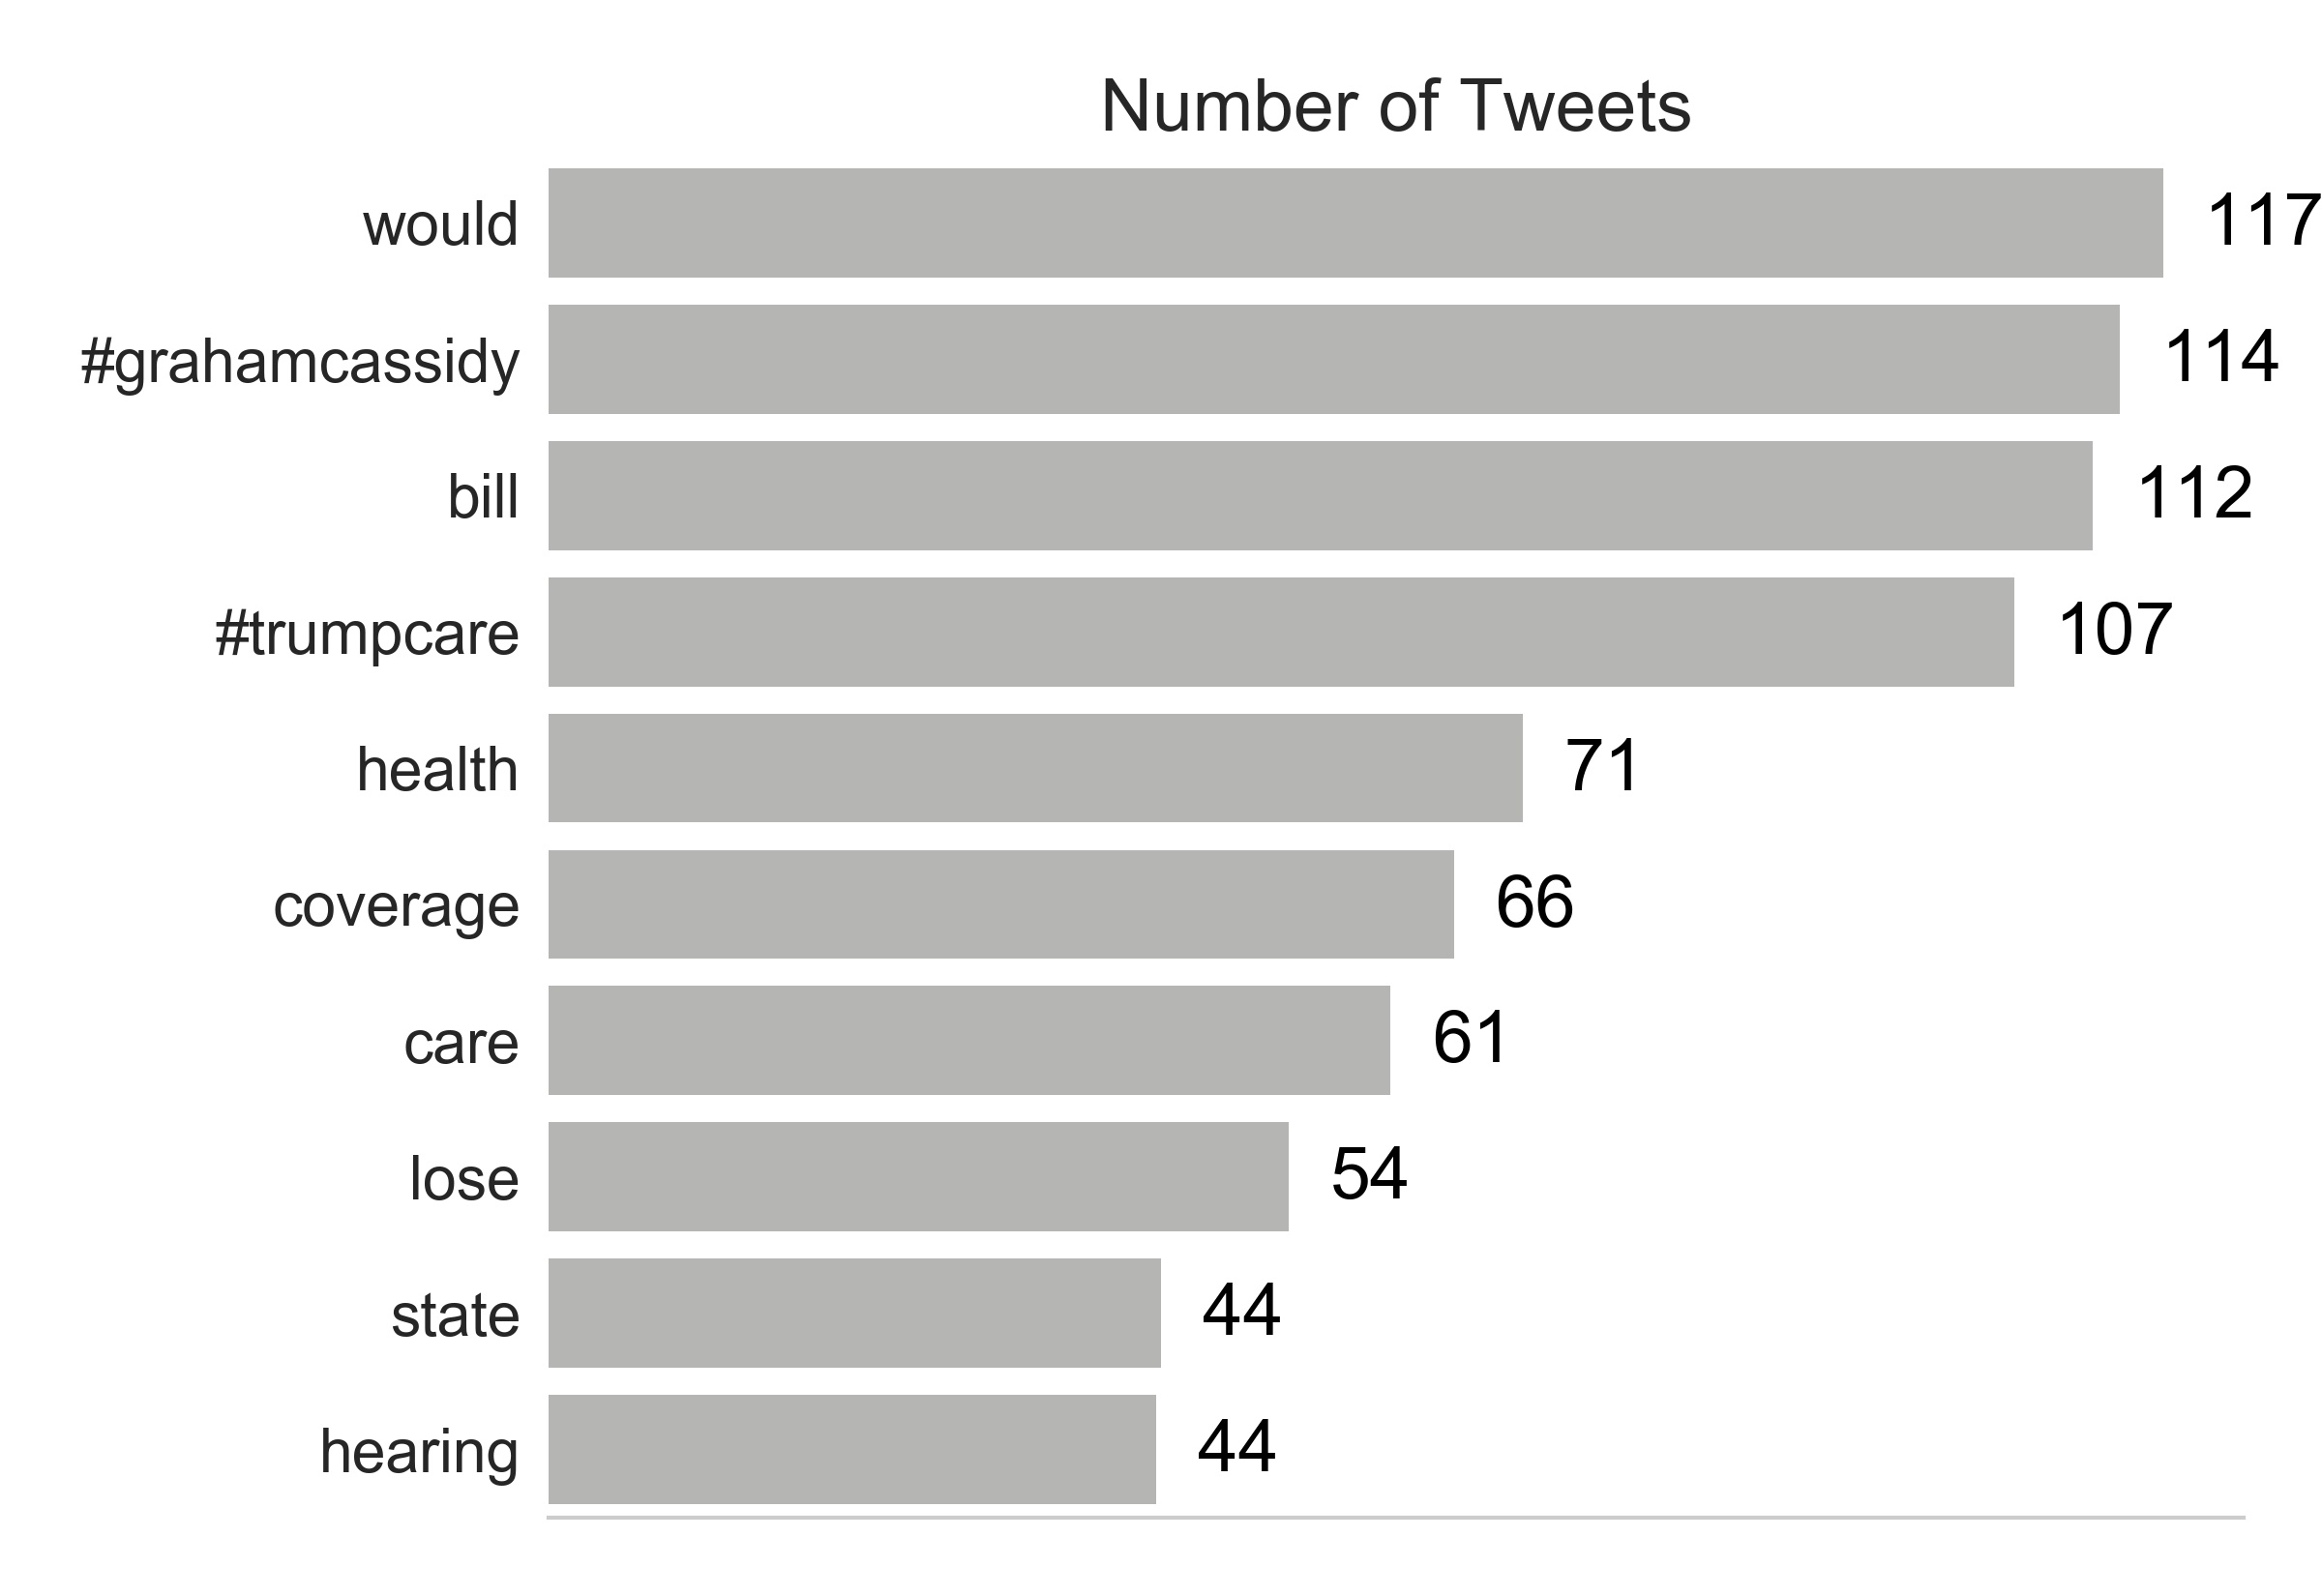 Number of Tweets
would 117
#grahamcassidy 114
bill 112
#trumpcare 107
health 71
coverage 66
care 61
lose 54
state 44
hearing 44